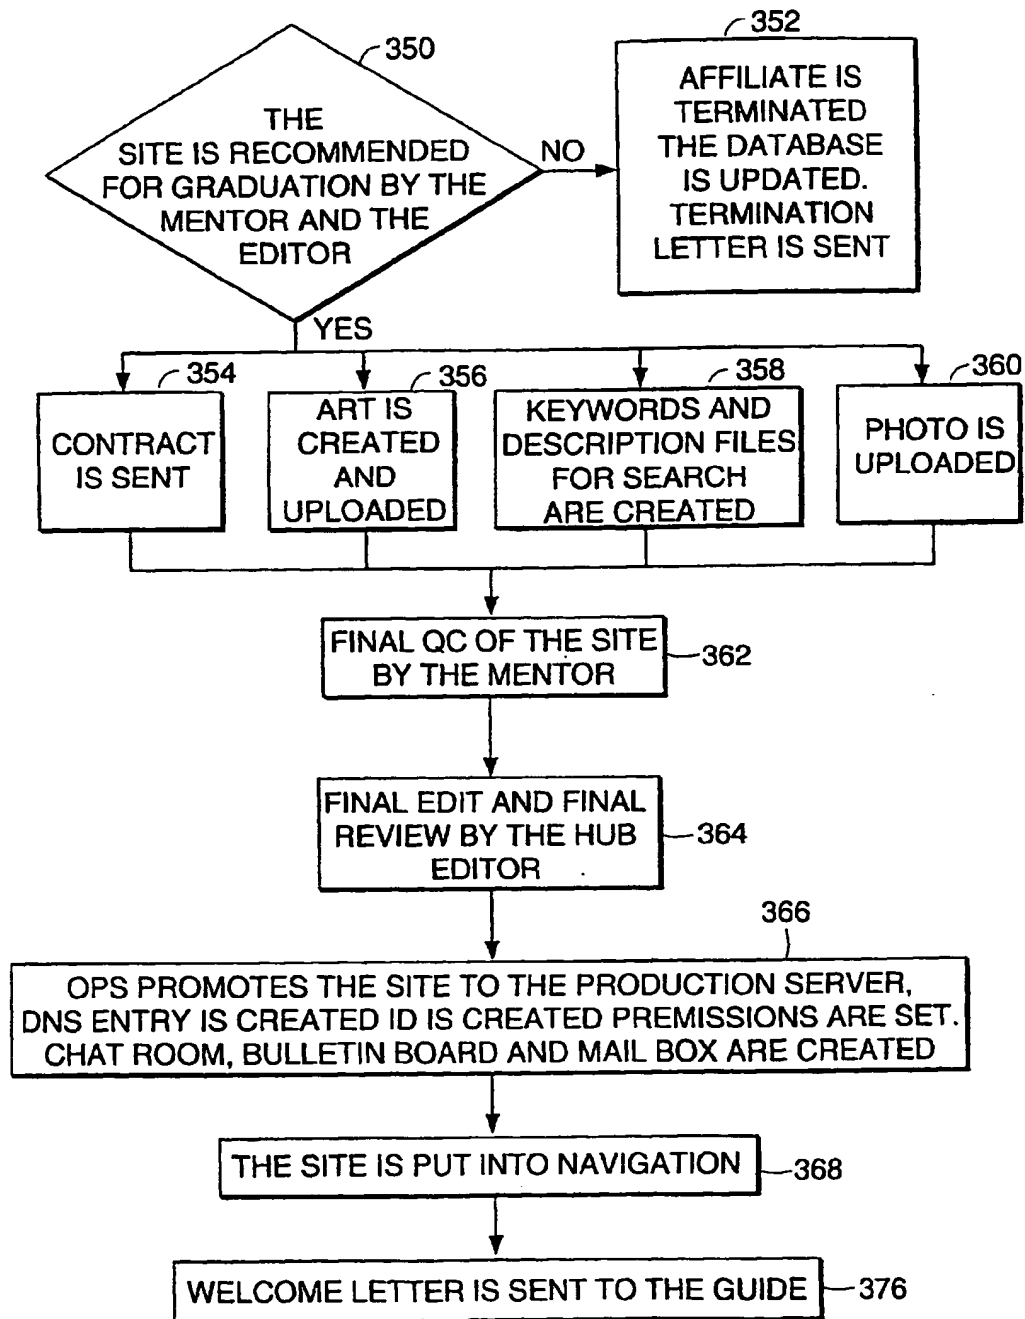 350
THE
SITE IS RECOMMENDED
FOR GRADUATION BY THE
MENTOR AND THE
EDITOR
NO
352
AFFILIATE IS
TERMINATED
THE DATABASE
IS UPDATED.
TERMINATION
LETTER IS SENT
YES
354
CONTRACT
IS SENT
356
ART IS
CREATED
AND
UPLOADED
358
KEYWORDS AND
DESCRIPTION FILES
FOR SEARCH
ARE CREATED
360
PHOTO IS
UPLOADED
FINAL QC OF THE SITE
BY THE MENTOR
362
FINAL EDIT AND FINAL
REVIEW BY THE HUB
EDITOR
364
366
OPS PROMOTES THE SITE TO THE PRODUCTION SERVER,
DNS ENTRY IS CREATED ID IS CREATED PREMISSIONS ARE SET.
CHAT ROOM, BULLETIN BOARD AND MAIL BOX ARE CREATED
THE SITE IS PUT INTO NAVIGATION
368
WELCOME LETTER IS SENT TO THE GUIDE
376